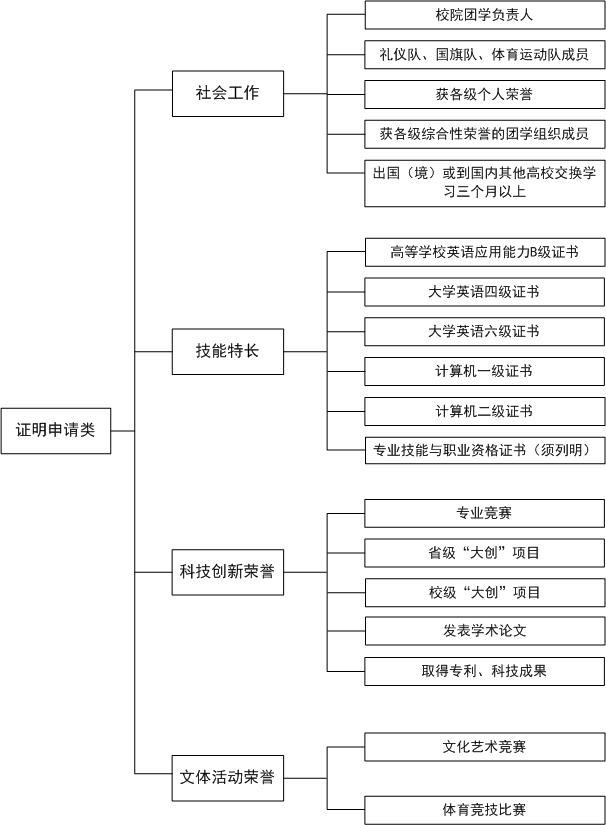 证明申请类
社会工作
校院团学负责人
礼仪队、国旗队、体育运动队成员
获各级个人荣誉
获各级综合性荣誉的团学组织成员
出国（境）或到国内其他高校交换学
习三个月以上
技能特长
高等学校英语应用能力B级证书
大学英语四级证书
大学英语六级证书
计算机一级证书
计算机二级证书
专业技能与职业资格证书（须列明）
科技创新荣誉
专业竞赛
省级“大创”项目
校级“大创”项目
发表学术论文
取得专利、科技成果
文体活动荣誉
文化艺术竞赛
体育竞技比赛